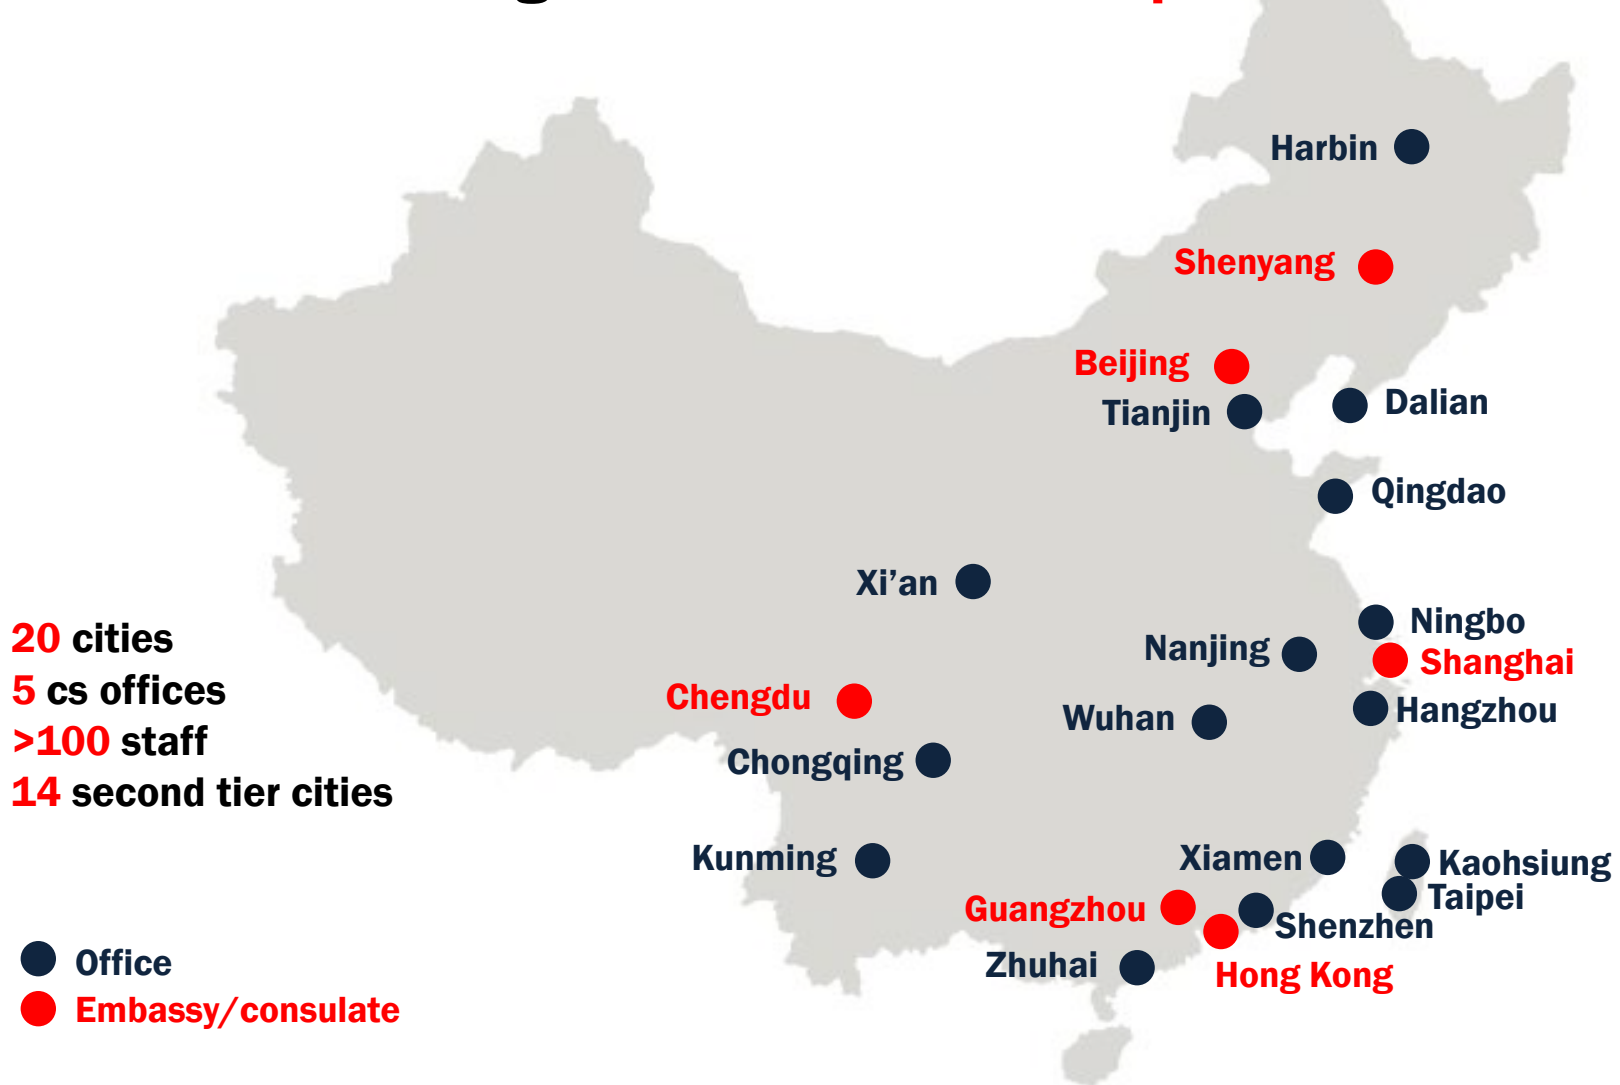 Harbin
Shenyang
Beijing
Tianjin
Dalian
Qingdao
Xi’an
Ningbo
Nanjing
Shanghai
Chengdu
Hangzhou
Wuhan
Chongqing
Kunming
Xiamen
Kaohsiung
Taipei
Guangzhou
Shenzhen
Zhuhai
Hong Kong
20 cities
5 cs offices
>100 staff
14 second tier cities
Office
Embassy/consulate